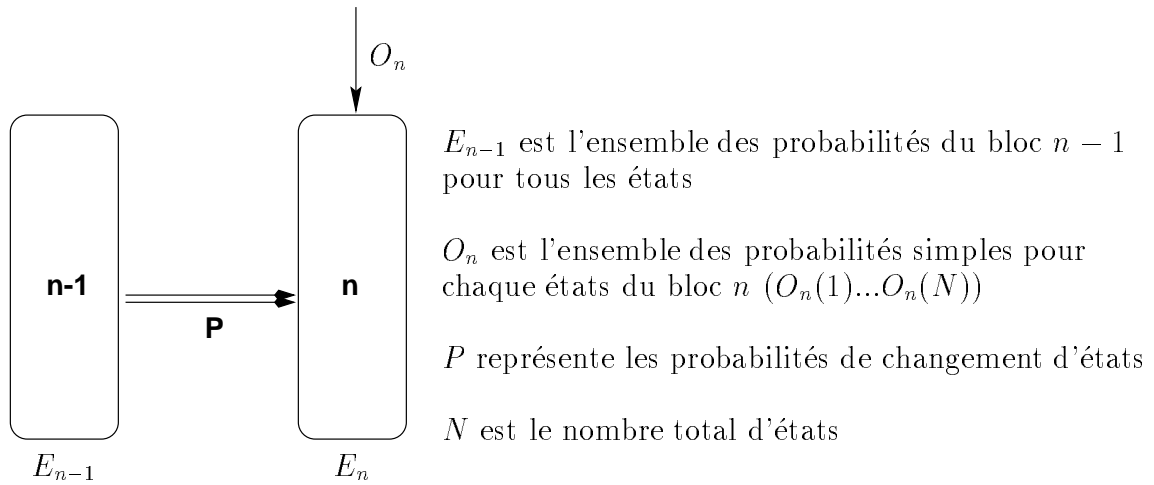 O_n
n-1
P
n
E_{n-1}
E_n
E_{n-1} est l'ensemble des probabilités du bloc n − 1
pour tous les états
O_n est l'ensemble des probabilités simples pour
chaque états du bloc n (O_n(1)...O_n(N))
P représente les probabilités de changement d'états
N est le nombre total d'états